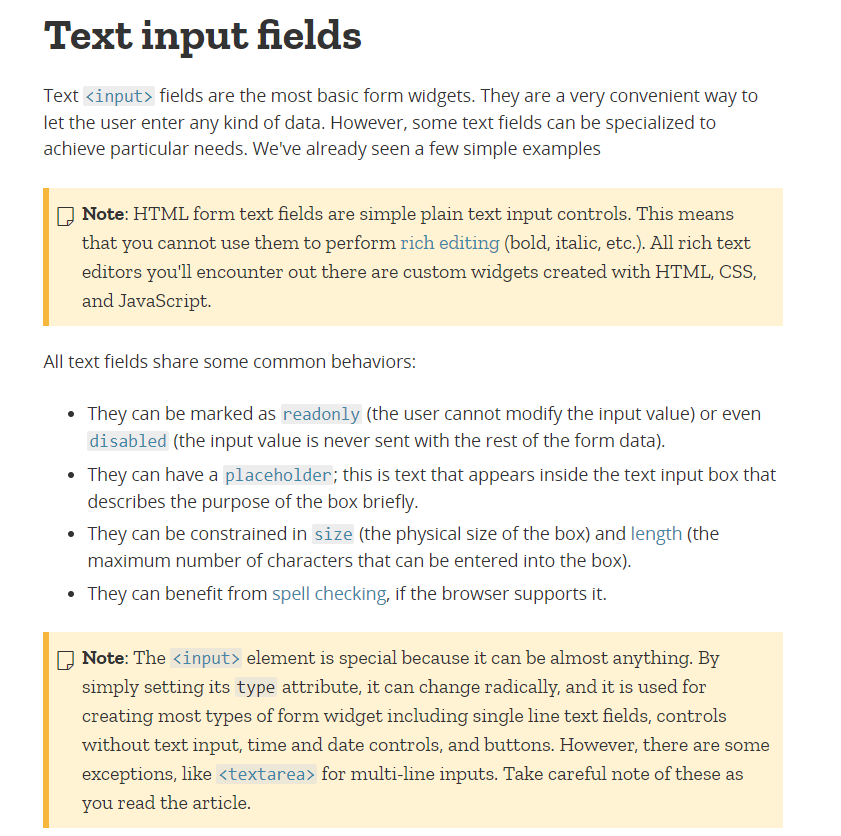 Text input fields
Text <input> fields are the most basic form widgets. They are a very convenient way to
let the user enter any kind of data. However, some text fields can be specialized to
achieve particular needs. We've already seen a few simple examples
Note: HTML form text fields are simple plain text input controls. This means
that you cannot use them to perform rich editing (bold, italic, etc.). All rich text
editors you'll encounter out there are custom widgets created with HTML, CSS,
and JavaScript.
All text fields share some common behaviors:
• They can be marked as readonly (the user cannot modify the input value) or even
disabled (the input value is never sent with the rest of the form data).
• They can have a placeholder; this is text that appears inside the text input box that
describes the purpose of the box briefly.
• They can be constrained in size (the physical size of the box) and length (the
maximum number of characters that can be entered into the box).
• They can benefit from spell checking, if the browser supports it.
Note: The <input> element is special because it can be almost anything. By
simply setting its type attribute, it can change radically, and it is used for
creating most types of form widget including single line text fields, controls
without text input, time and date controls, and buttons. However, there are some
exceptions, like <textarea> for multi-line inputs. Take careful note of these as
you read the article.